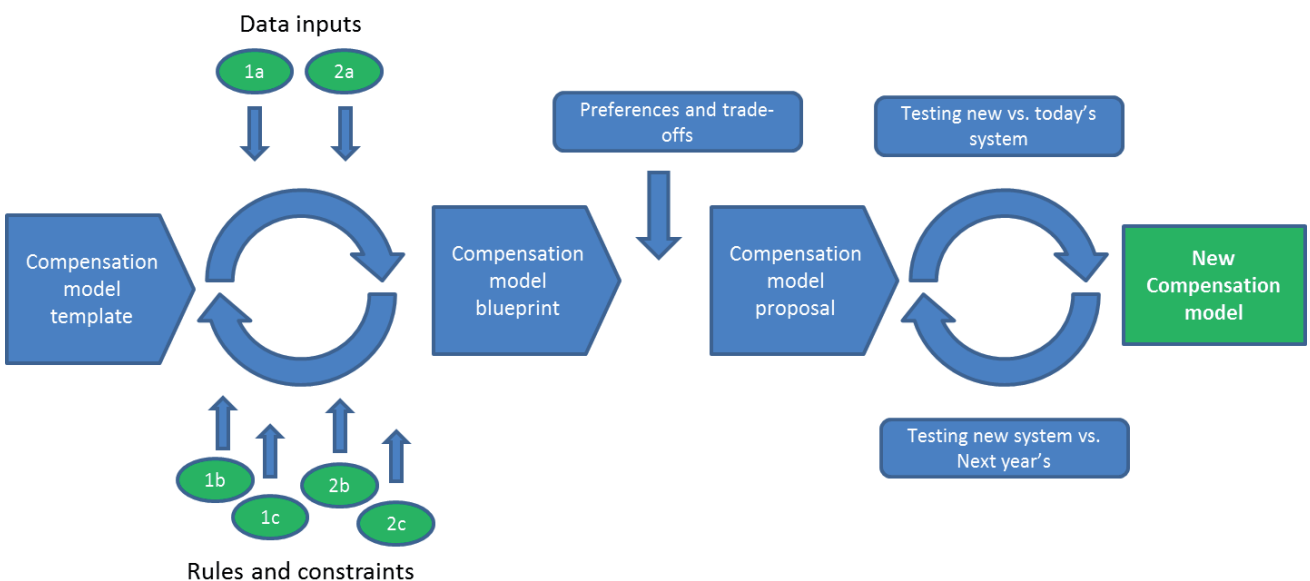 Data inputs
1a
2a
Preferences and trade-
offs
Testing new vs. today's
system
Compensation
model
template
Compensation
model
blueprint
Compensation
model
proposal
New
Compensation
model
Testing new system vs.
Next year's
1b
1c
2b
2c
Rules and constraints